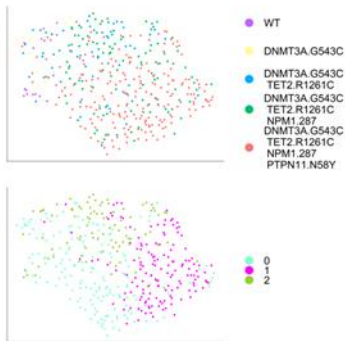 WT
DNMT3A.G543C
DNMT3A.G543C
TET2.R1261C
DNMT3A.G543C
TET2.R1261C
NPM1.287
DNMT3A.G543C
TET2.R1261C
NPM1.287
PTPN11.N58Y
0
1
2